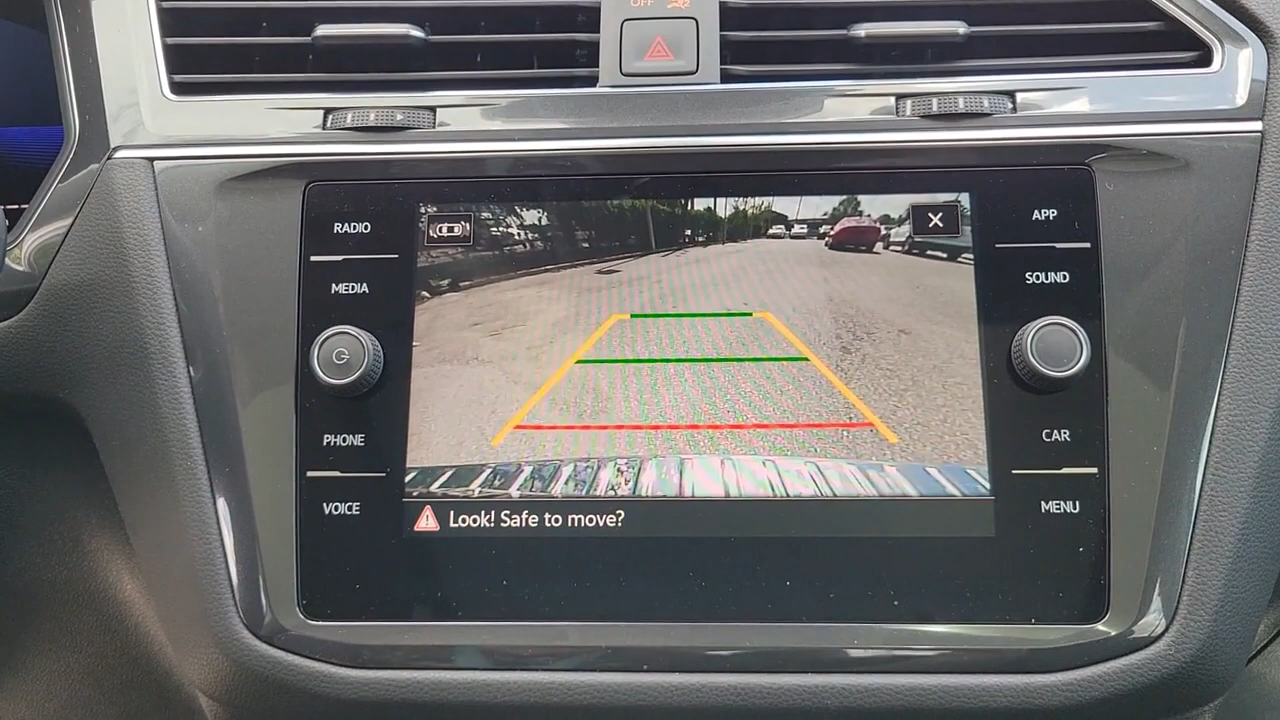 OFF
RADIO
MEDIA
PHONE
VOICE
Look! Safe to move?
APP
SOUND
CAR
MENU